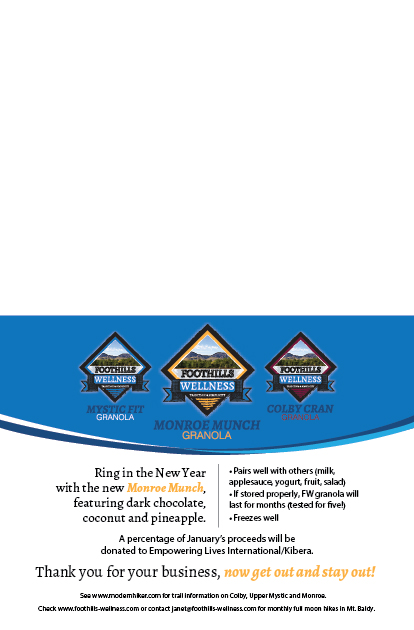 FOOTHILLS
WELLNESS
MYSTIC FIT
GRANOLA
FOOTHILLS
WELLNESS
MONROE MUNCH
GRANOLA
FOOTHILLS
WELLNESS
COLBY CRAN
GRANOLA
Ring in the New Year
with the new Monroe Munch,
featuring dark chocolate,
coconut and pineapple.
• Pairs well with others (milk,
applesauce, yogurt, fruit, salad)
• If stored properly, FW granola will
last for months (tested for five!)
• Freezes well
A percentage of January's proceeds will be
donated to Empowering Lives International/Kibera.
Thank you for your business, now get out and stay out!
See www.modernhiker.com for trail information on Colby, Upper Mystic and Monroe.
Check www.foothills-wellness.com or contact janet@foothills-wellness.com for monthly full moon hikes in Mt. Baldy.